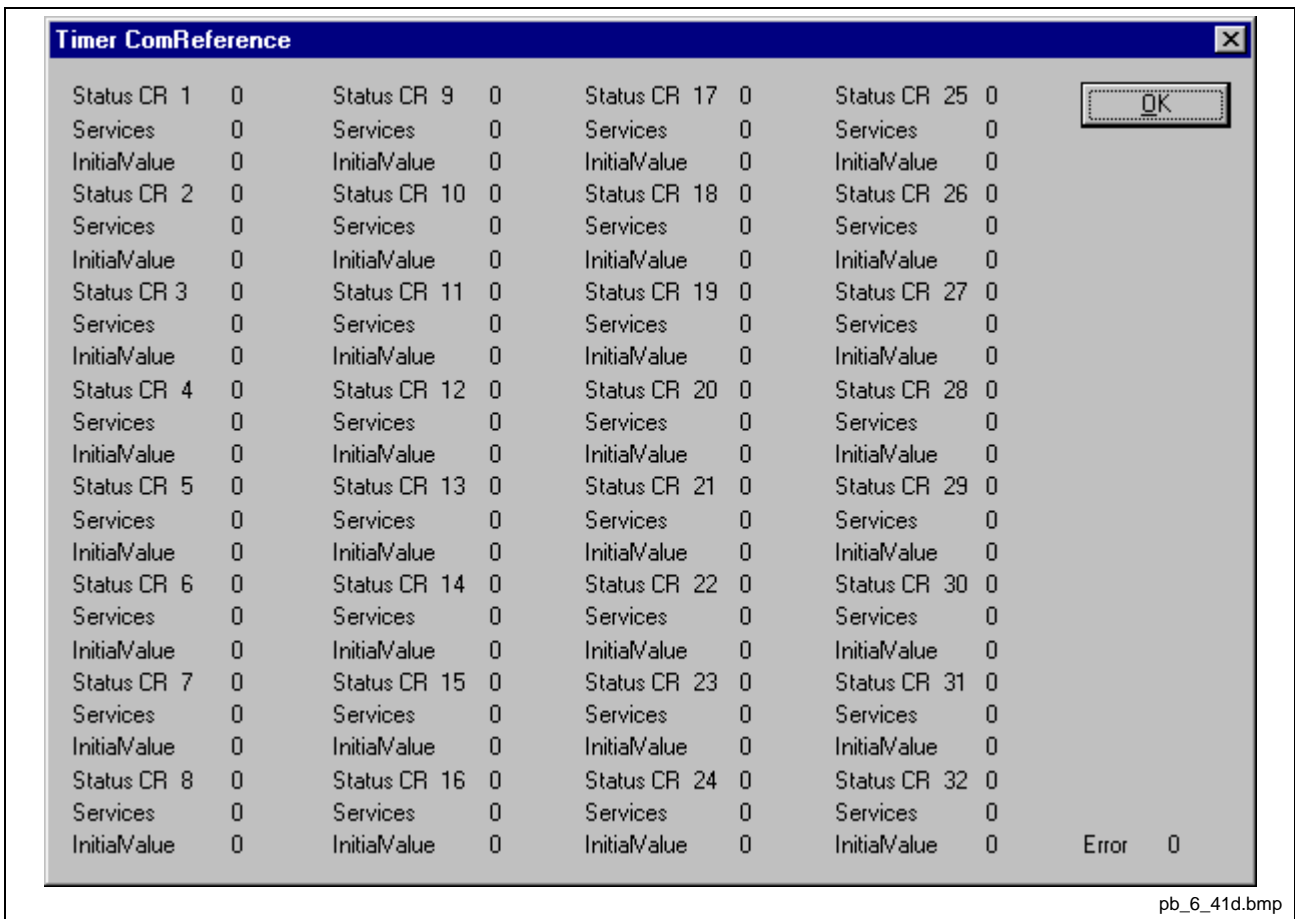 Timer ComReference
Status CR 1 0 Status CR 9 0 Status CR 17 0 Status CR 25 0 OK
Services 0 Services 0 Services 0 Services 0
InitialValue 0 InitialValue 0 InitialValue 0 InitialValue 0
Status CR 2 0 Status CR 10 0 Status CR 18 0 Status CR 26 0
Services 0 Services 0 Services 0 Services 0
InitialValue 0 InitialValue 0 InitialValue 0 InitialValue 0
Status CR 3 0 Status CR 11 0 Status CR 19 0 Status CR 27 0
Services 0 Services 0 Services 0 Services 0
InitialValue 0 InitialValue 0 InitialValue 0 InitialValue 0
Status CR 4 0 Status CR 12 0 Status CR 20 0 Status CR 28 0
Services 0 Services 0 Services 0 Services 0
InitialValue 0 InitialValue 0 InitialValue 0 InitialValue 0
Status CR 5 0 Status CR 13 0 Status CR 21 0 Status CR 29 0
Services 0 Services 0 Services 0 Services 0
InitialValue 0 InitialValue 0 InitialValue 0 InitialValue 0
Status CR 6 0 Status CR 14 0 Status CR 22 0 Status CR 30 0
Services 0 Services 0 Services 0 Services 0
InitialValue 0 InitialValue 0 InitialValue 0 InitialValue 0
Status CR 7 0 Status CR 15 0 Status CR 23 0 Status CR 31 0
Services 0 Services 0 Services 0 Services 0
InitialValue 0 InitialValue 0 InitialValue 0 InitialValue 0
Status CR 8 0 Status CR 16 0 Status CR 24 0 Status CR 32 0
Services 0 Services 0 Services 0 Services 0
InitialValue 0 InitialValue 0 InitialValue 0 InitialValue 0 Error 0
pb_6_41d.bmp